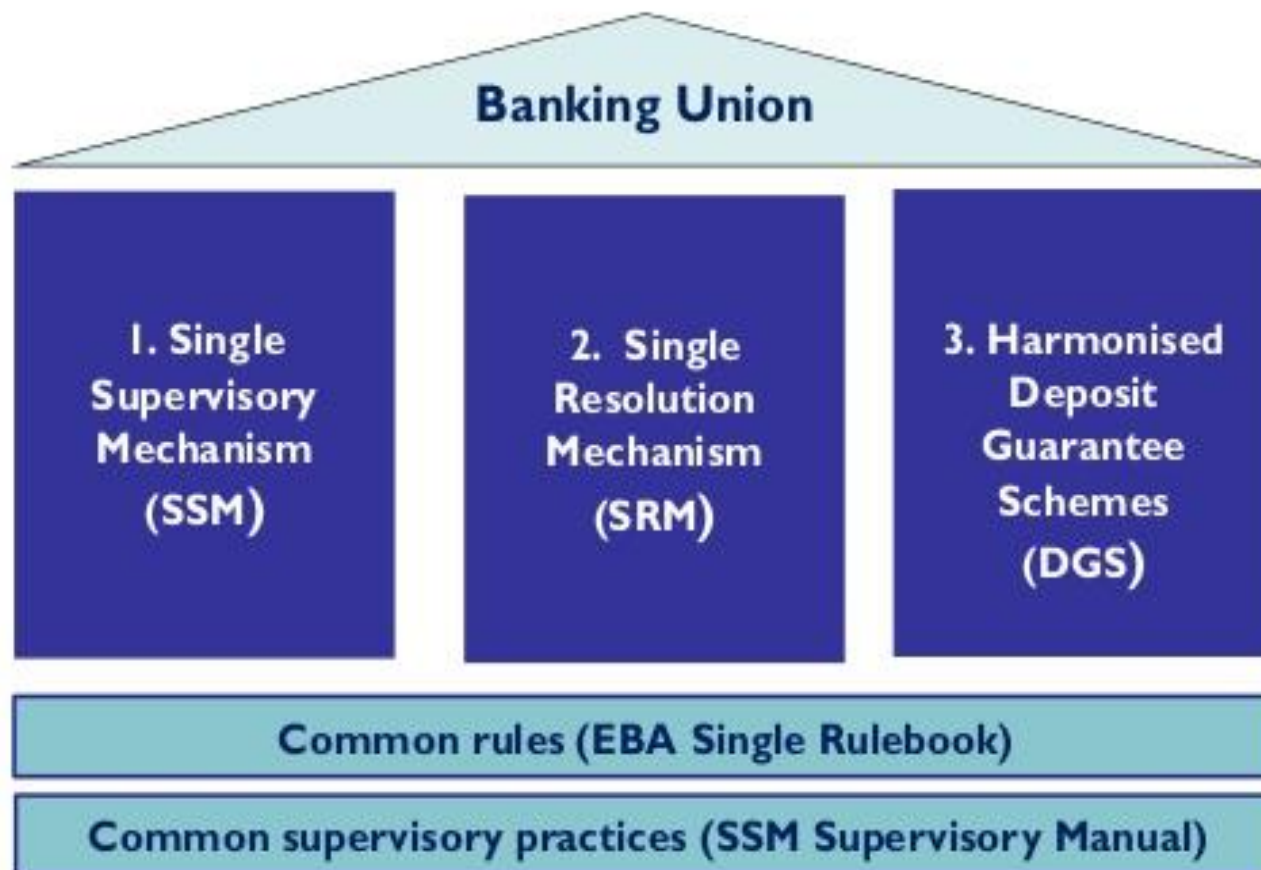 Banking Union
1. Single
Supervisory
Mechanism
(SSM)
2. Single
Resolution
Mechanism
(SRM)
3. Harmonised
Deposit
Guarantee
Schemes
(DGS)
Common rules (EBA Single Rulebook)
Common supervisory practices (SSM Supervisory Manual)